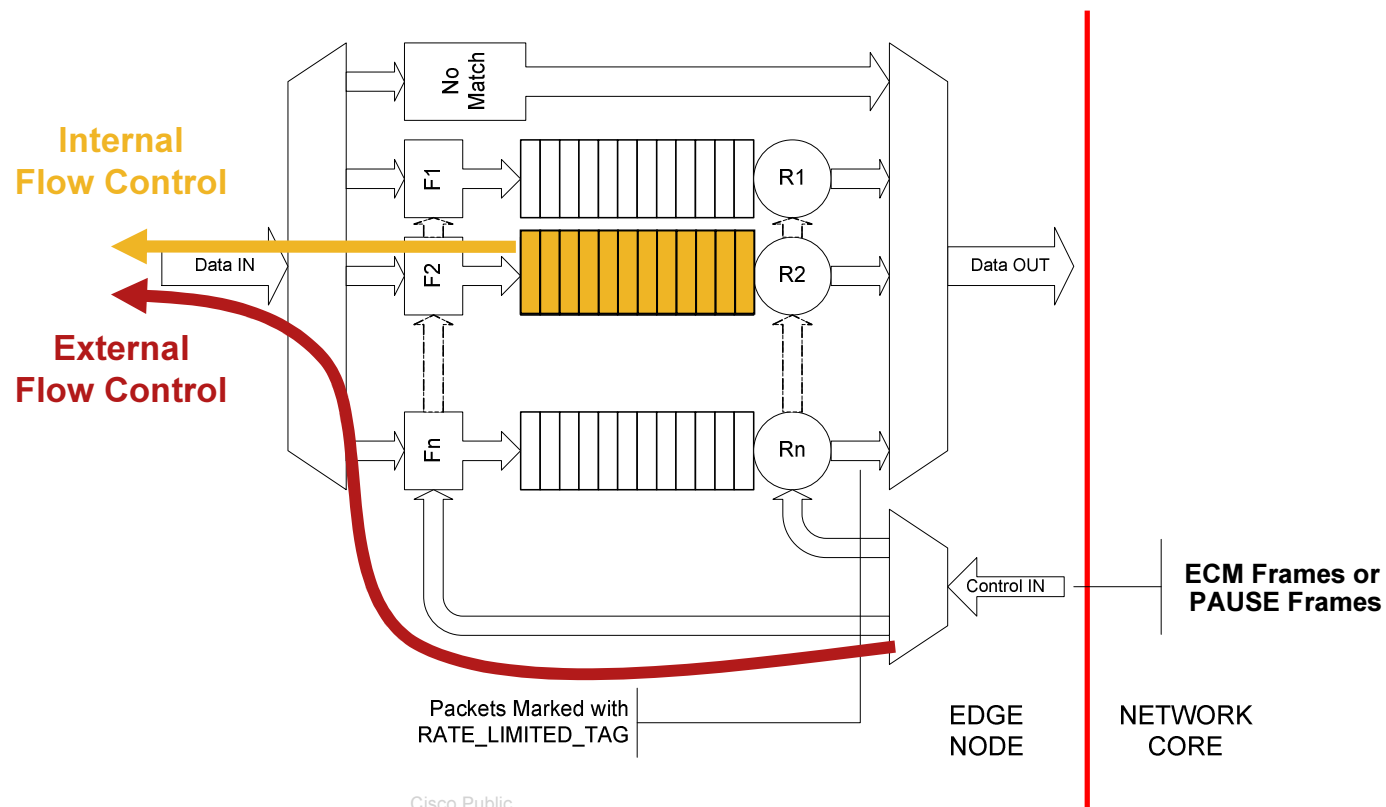 No
Match
Internal
Flow Control
F1
R1
Data IN
F2
R2
Data OUT
External
Flow Control
Fn
Rn
Control IN
ECM Frames or
PAUSE Frames
Packets Marked with
RATE_LIMITED_TAG
EDGE
NODE
NETWORK
CORE
Cisco Public